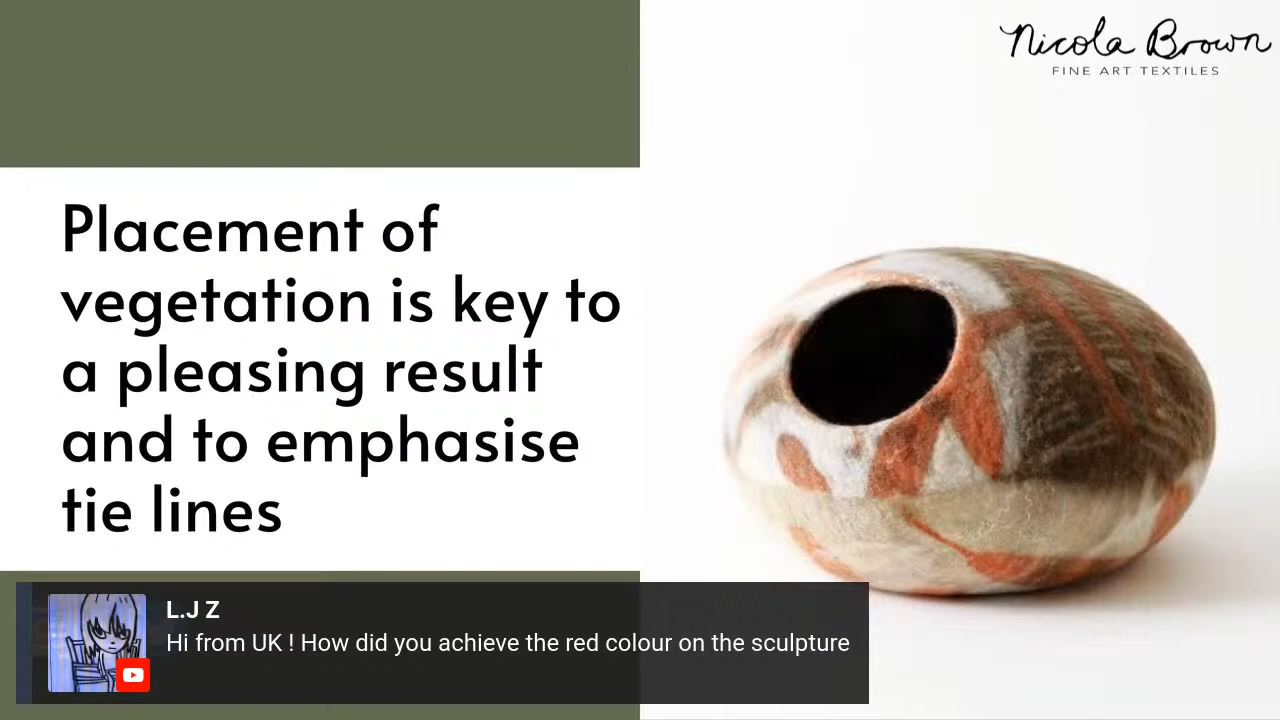 Nicola Brown
FINE ART TEXTILES
Placement of
vegetation is key to
a pleasing result
and to emphasise
tie lines
L.J Z
Hi from UK ! How did you achieve the red colour on the sculpture